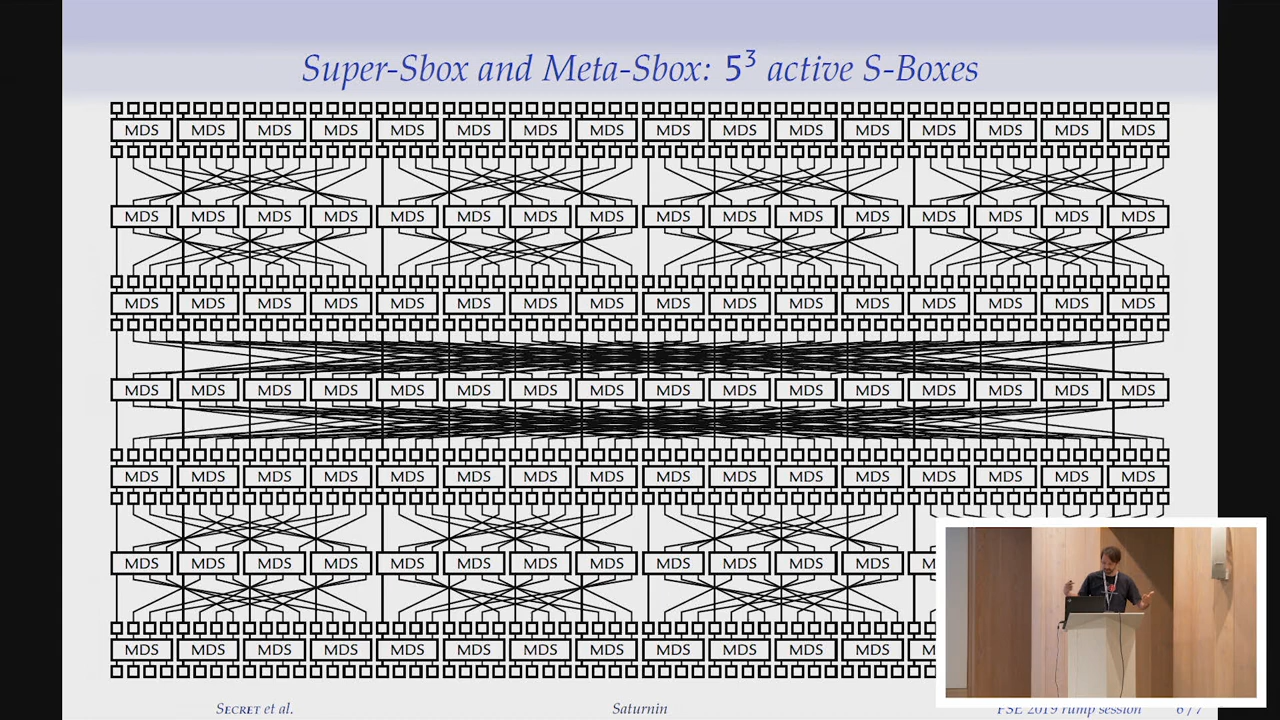 Super-Sbox and Meta-Sbox: 5³ active S-Boxes
MDS MDS MDS MDS MDS MDS MDS MDS MDS MDS MDS MDS MDS MDS MDS MDS
MDS MDS MDS MDS MDS MDS MDS MDS MDS MDS MDS MDS MDS MDS MDS MDS
MDS MDS MDS MDS MDS MDS MDS MDS MDS MDS MDS MDS MDS MDS MDS MDS
MDS MDS MDS MDS MDS MDS MDS MDS MDS MDS MDS MDS MDS MDS MDS MDS
MDS MDS MDS MDS MDS MDS MDS MDS MDS MDS MDS MDS MDS MDS MDS MDS
MDS MDS MDS MDS MDS MDS MDS MDS MDS MDS MDS MDS
MDS MDS MDS MDS MDS MDS MDS MDS MDS MDS MDS MDS
SECRET et al. Saturnin FSE 2019 rump session 6 / 7